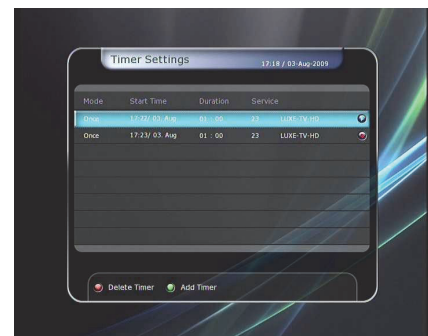 Timer Settings 17:18 / 03-Aug-2009
Mode Start Time Duration Service
Once 17:22/ 03. Aug 01 : 00 23 LUXE-TV-HD
Once 17:23/ 03. Aug 01 : 00 23 LUXE-TV-HD
Delete Timer Add Timer